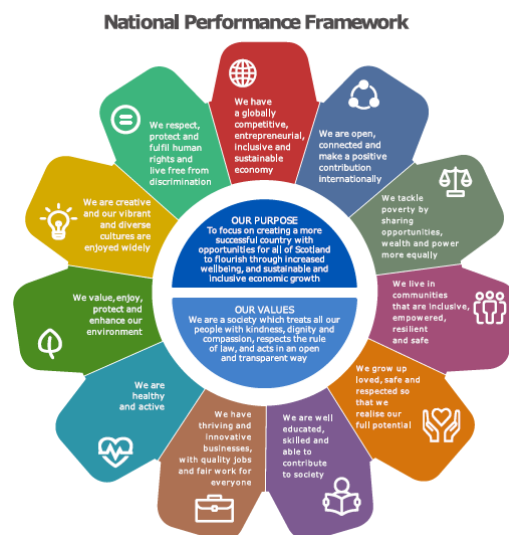 National Performance Framework
We have
a globally
competitive,
entrepreneurial,
inclusive and
sustainable
economy
We are open,
connected and
make a positive
contribution
internationally
We tackle
poverty by
sharing
opportunities,
wealth and power
more equally
We live in
communities
that are inclusive,
empowered,
resilient
and safe
We grow up
loved, safe and
respected so
that we
realise our
full potential
We are well
educated,
skilled and
able to
contribute
to society
We have
thriving and
innovative
businesses,
with quality jobs
and fair work for
everyone
We are
healthy
and active
We value, enjoy,
protect and
enhance our
environment
We are creative
and our vibrant
and diverse
cultures are
enjoyed widely
We respect,
protect and
fulfil human
rights and
live free from
discrimination
OUR PURPOSE
To focus on creating a more
successful country with
opportunities for all of Scotland
to flourish through increased
wellbeing, and sustainable and
inclusive economic growth
OUR VALUES
We are a society which treats all our
people with kindness, dignity and
compassion, respects the rule
of law, and acts in an open
and transparent way